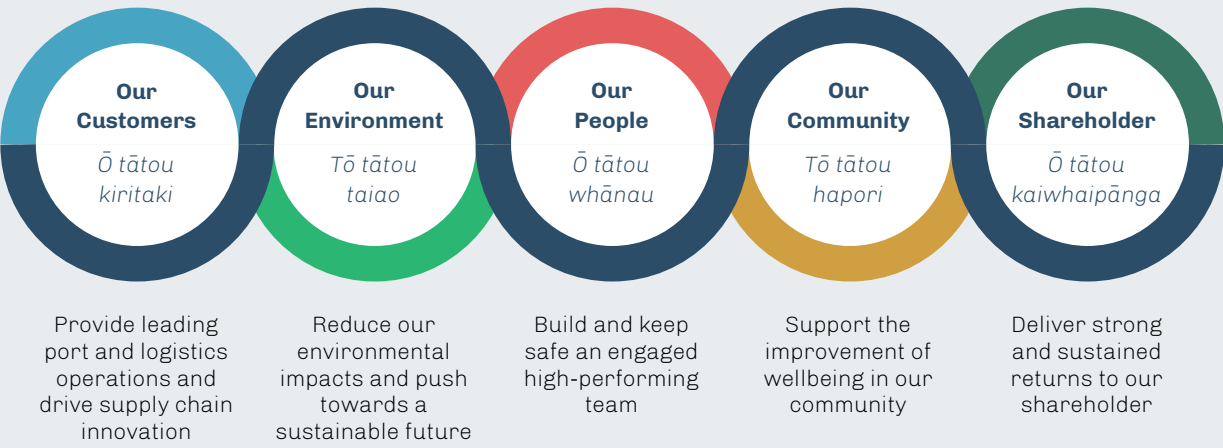 Our
Customers
Ō tātou
kiritaki
Provide leading
port and logistics
operations and
drive supply chain
innovation
Our
Environment
Tō tātou
taiao
Reduce our
environmental
impacts and push
towards a
sustainable future
Our
People
Ō tātou
whānau
Build and keep
safe an engaged
high-performing
team
Our
Community
Tō tātou
hapori
Support the
improvement of
wellbeing in our
community
Our
Shareholder
Ō tātou
kaiwhaipānga
Deliver strong
and sustained
returns to our
shareholder